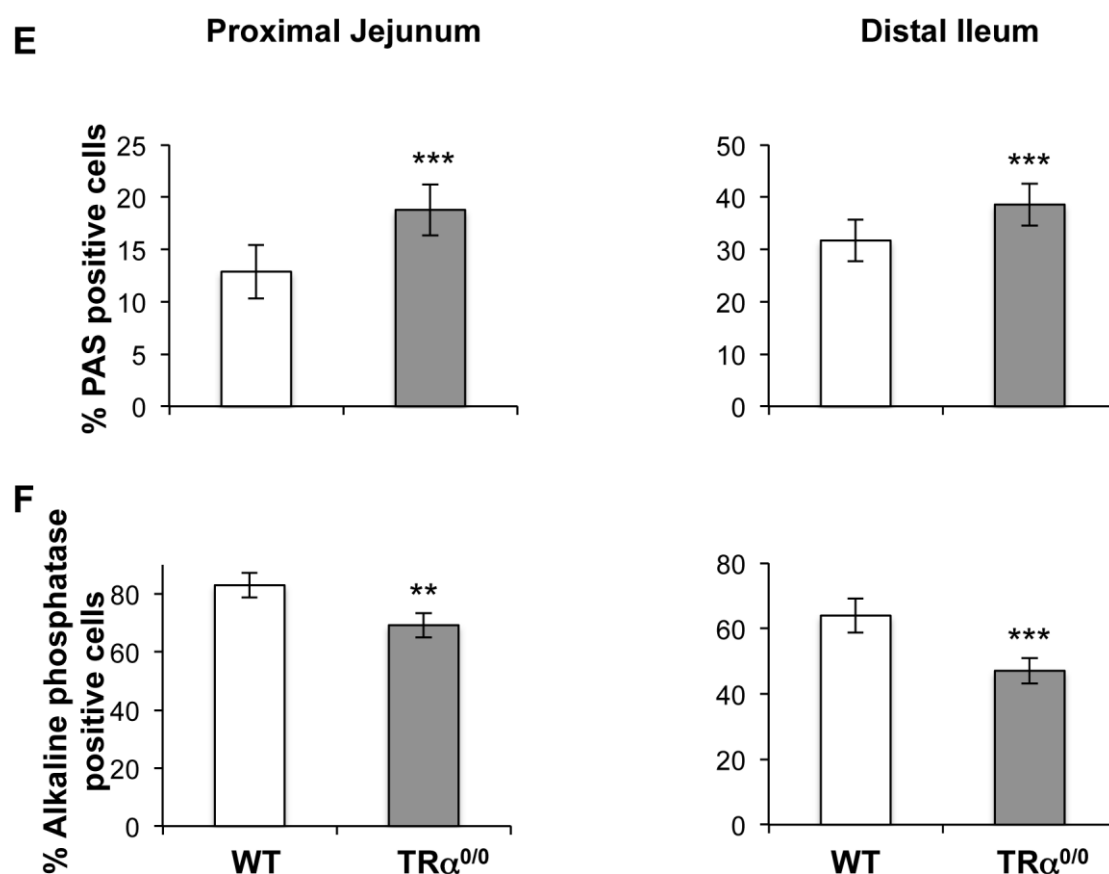 E
Proximal Jejunum
Distal Ileum
% PAS positive cells
25
20
15
10
5
0
***
50
40
30
20
10
0
***
F
% Alkaline phosphatase
positive cells
80
60
40
20
0
**
WT
TRα0/0
80
60
40
20
0
***
WT
TRα0/0